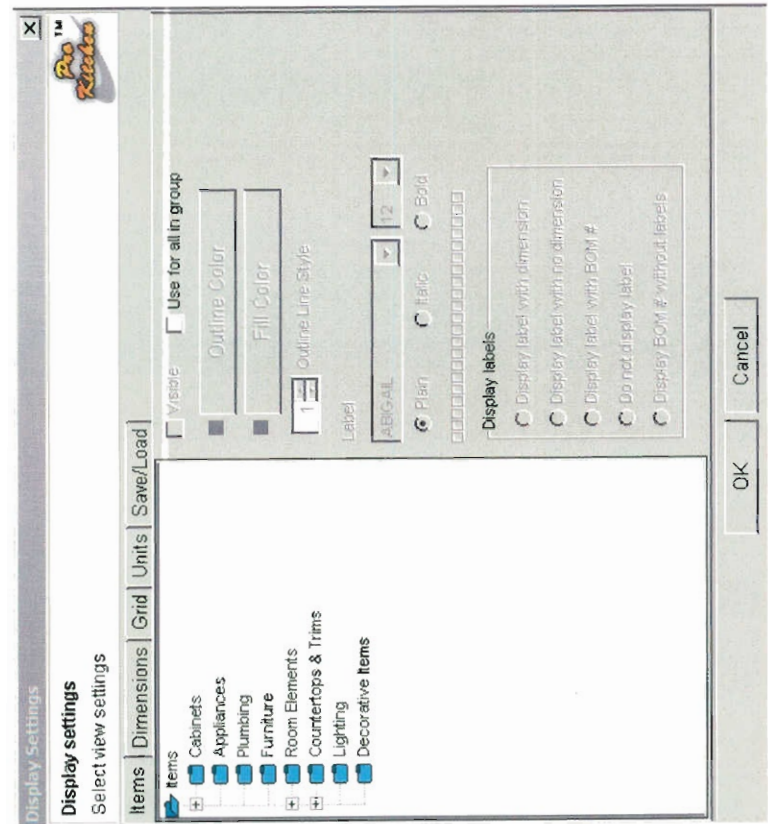 Display Settings
Pro
Kitchen
TM
Display settings
Select view settings
Items
Dimensions
Grid
Units
Save/Load
Items
Cabinets
Appliances
Plumbing
Furniture
Room Elements
Countertops & Trims
Lighting
Decorative Items
Visible
Use for all in group
Outline Color
Fill Color
1
Outline Line Style
Label
ABIGAIL
12
Plain
Italic
Bold
Display labels
Display label with dimension
Display label with no dimension
Display label with BOM #
Do not display label
Display BOM # without labels
OK
Cancel